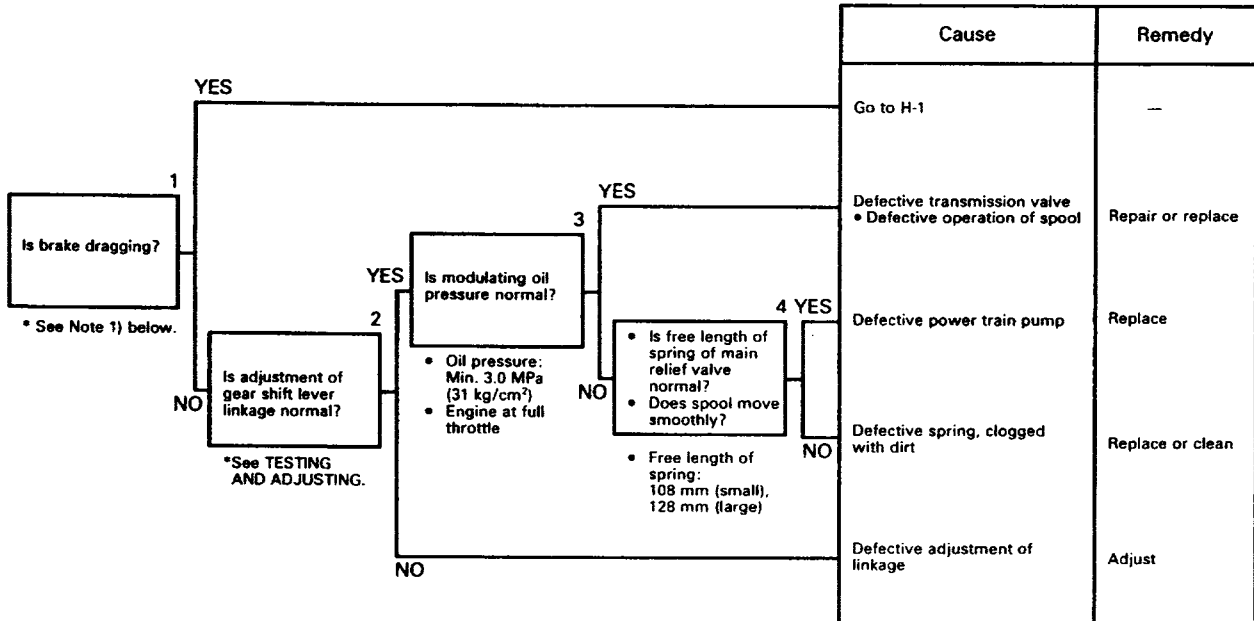 Cause
Remedy
YES
Go to H-1
—
1
Is brake dragging?
* See Note 1) below.
NO
2
Is adjustment of
gear shift lever
linkage normal?
*See TESTING
AND ADJUSTING.
YES
3
Is modulating oil
pressure normal?
• Oil pressure:
Min. 3.0 MPa
(31 kg/cm²)
• Engine at full
throttle
YES
Defective transmission valve
• Defective operation of spool
Repair or replace
NO
4
• Is free length of
spring of main
relief valve
normal?
• Does spool move
smoothly?
• Free length of
spring:
108 mm (small),
128 mm (large)
YES
Defective power train pump
Replace
NO
Defective spring, clogged
with dirt
Replace or clean
NO
Defective adjustment of
linkage
Adjust